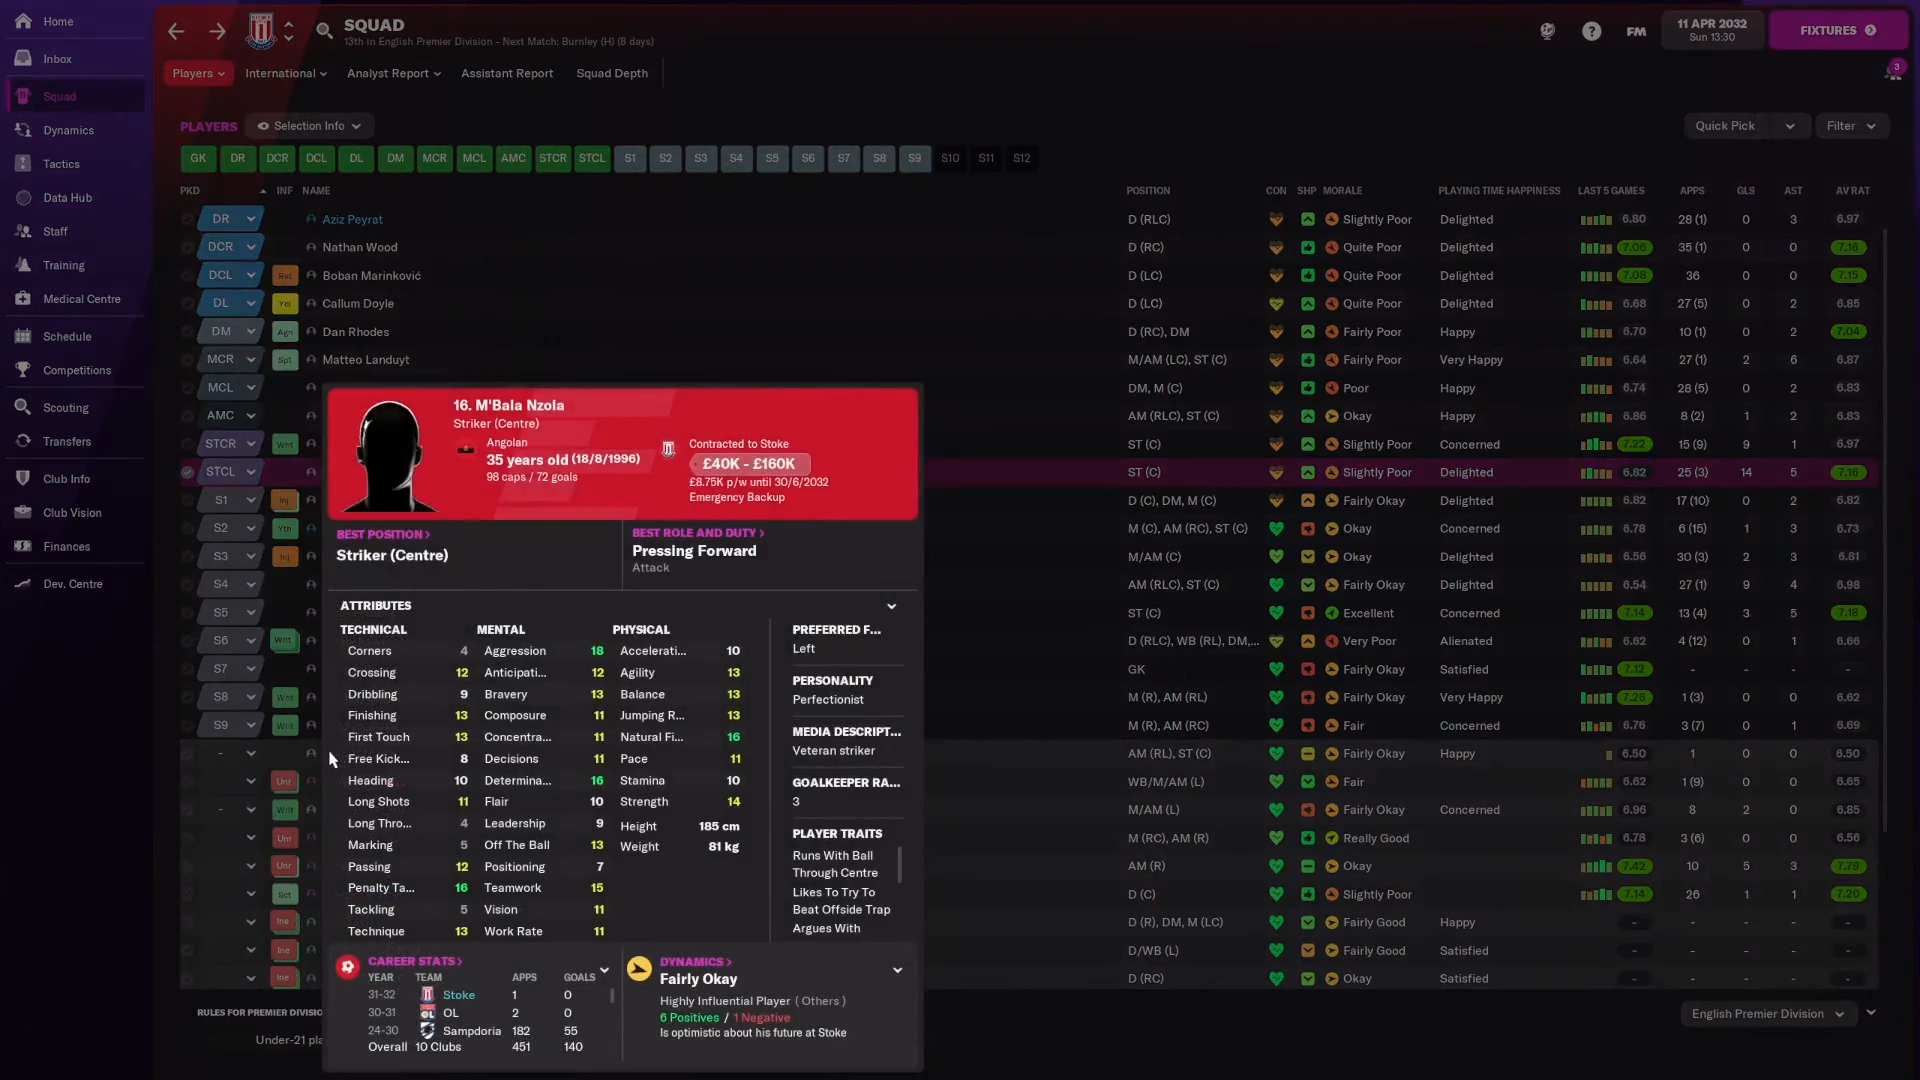 Home
Inbox
Squad
Dynamics
Tactics
Data Hub
Staff
Training
Medical Centre
Schedule
Competitions
Scouting
Transfers
Club Info
Club Vision
Finances
Dev. Centre
SQUAD
13th in English Premier Division - Next Match: Burnley (H) (8 days)
FM
11 APR 2032
Sun 13:30
FIXTURES
3
Players International Analyst Report Assistant Report Squad Depth
PLAYERS Selection Info Quick Pick Filter
GK DR DCR DCL DL DM MCR MCL AMC STCR STCL S1 S2 S3 S4 S5 S6 S7 S8 S9 S10 S11 S12
PKD INF NAME POSITION CON SHP MORALE PLAYING TIME HAPPINESS LAST 5 GAMES APPS GLS AST AV RAT
DR Aziz Peyrat D (RLC) Slightly Poor Delighted 6.80 28 (1) 0 3 6.97
DCR Nathan Wood D (RC) Quite Poor Delighted 7.06 35 (1) 0 0 7.16
DCL Boban Marinković D (LC) Quite Poor Delighted 7.08 36 0 0 7.15
DL Yel Callum Doyle D (LC) Quite Poor Delighted 6.68 27 (5) 0 2 6.85
DM Agn Dan Rhodes D (RC), DM Fairly Poor Happy 6.70 10 (1) 0 2 7.04
MCR Spt Matteo Landuyt M/AM (LC), ST (C) Fairly Poor Very Happy 6.64 27 (1) 2 6 6.87
MCL DM, M (C) Poor Happy 6.74 28 (5) 0 2 6.83
AMC AM (RLC), ST (C) Okay Happy 6.86 8 (2) 1 2 6.83
STCR Wnt ST (C) Slightly Poor Concerned 7.22 15 (9) 9 1 6.97
STCL ST (C) Slightly Poor Delighted 6.82 25 (3) 14 5 7.16
S1 Inj D (C), DM, M (C) Fairly Okay Delighted 6.82 17 (10) 0 2 6.82
S2 Yth M (C), AM (RC), ST (C) Okay Concerned 6.78 6 (15) 1 3 6.73
S3 Inj M/AM (C) Okay Delighted 6.56 30 (3) 2 3 6.81
S4 AM (RLC), ST (C) Fairly Okay Delighted 6.54 27 (1) 9 4 6.98
S5 ST (C) Excellent Concerned 7.14 13 (4) 3 5 7.18
S6 Wnt D (RLC), WB (RL), DM,... Very Poor Alienated 6.62 4 (12) 0 1 6.66
S7 GK Fairly Okay Satisfied 7.12 - - - -
S8 Wnt M (R), AM (RL) Fairly Okay Very Happy 7.26 1 (3) 0 0 6.62
S9 Wnt M (R), AM (RC) Fair Concerned 6.76 3 (7) 0 1 6.69
- AM (RL), ST (C) Fairly Okay Happy 6.50 1 0 0 6.50
Unr WB/M/AM (L) Fair 6.62 1 (9) 0 0 6.65
- Wnt M/AM (L) Fairly Okay Concerned 6.96 8 2 0 6.85
Unr M (RC), AM (R) Really Good 6.78 3 (6) 0 0 6.56
Unr AM (R) Okay 7.42 10 5 3 7.79
Sct D (C) Slightly Poor 7.14 26 1 1 7.20
Ine D (R), DM, M (LC) Fairly Good Happy - - - - -
Ine D/WB (L) Fairly Good Satisfied - - - - -
Ine D (RC) Okay Satisfied - - - - -
16. M'Bala Nzola
Striker (Centre)
Angolan
35 years old (18/8/1996)
98 caps / 72 goals
Contracted to Stoke
£40K - £160K
£8.75K p/w until 30/6/2032
Emergency Backup
BEST POSITION >
Striker (Centre)
BEST ROLE AND DUTY >
Pressing Forward
Attack
ATTRIBUTES
TECHNICAL MENTAL PHYSICAL
Corners 4 Aggression 18 Accelerati... 10
Crossing 12 Anticipati... 12 Agility 13
Dribbling 9 Bravery 13 Balance 13
Finishing 13 Composure 11 Jumping R... 13
First Touch 13 Concentra... 11 Natural Fi... 16
Free Kick... 8 Decisions 11 Pace 11
Heading 10 Determina... 16 Stamina 10
Long Shots 11 Flair 10 Strength 14
Long Thro... 4 Leadership 9 Height 185 cm
Marking 5 Off The Ball 13 Weight 81 kg
Passing 12 Positioning 7
Penalty Ta... 16 Teamwork 15
Tackling 5 Vision 11
Technique 13 Work Rate 11
PREFERRED F...
Left
PERSONALITY
Perfectionist
MEDIA DESCRIPT...
Veteran striker
GOALKEEPER RA...
3
PLAYER TRAITS
Runs With Ball
Through Centre
Likes To Try To
Beat Offside Trap
Argues With
CAREER STATS >
YEAR TEAM APPS GOALS
31-32 Stoke 1 0
30-31 OL 2 0
24-30 Sampdoria 182 55
Overall 10 Clubs 451 140
DYNAMICS >
Fairly Okay
Highly Influential Player ( Others )
6 Positives / 1 Negative
Is optimistic about his future at Stoke
RULES FOR PREMIER DIVISIO
Under-21 pla
English Premier Division